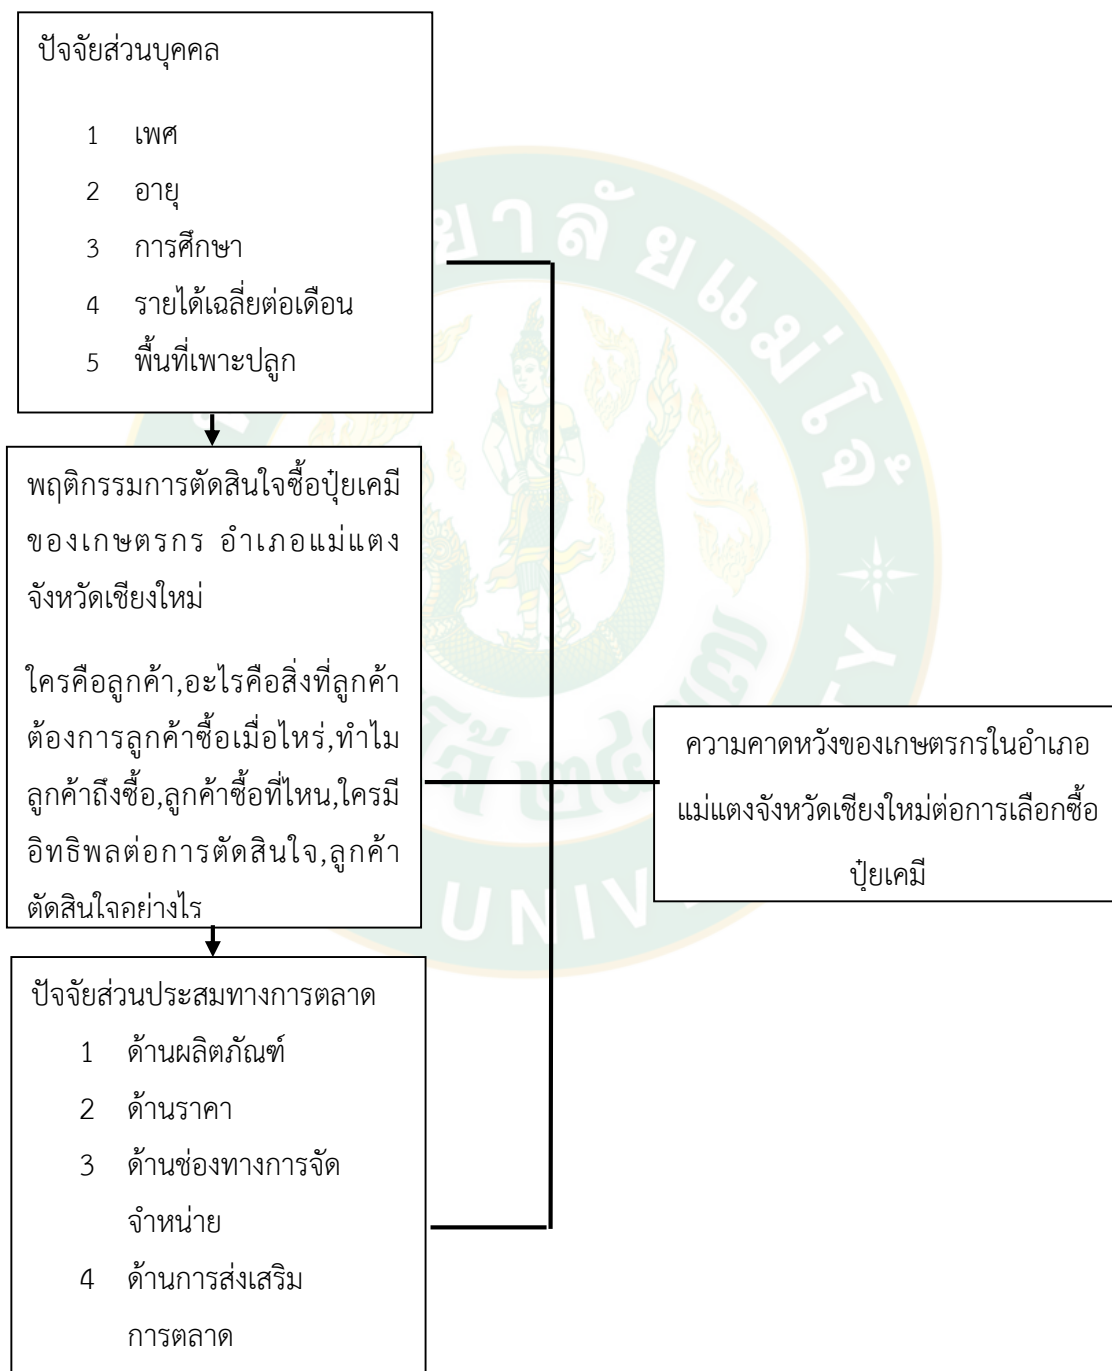 ปัจจัยส่วนบุคคล
1 เพศ
2 อายุ
3 การศึกษา
4 รายได้เฉลี่ยต่อเดือน
5 พื้นที่เพาะปลูก
พฤติกรรมการตัดสินใจซื้อปุ๋ยเคมี
ของเกษตรกร อำเภอแม่แตง
จังหวัดเชียงใหม่
ใครคือลูกค้า,อะไรคือสิ่งที่ลูกค้า
ต้องการลูกค้าซื้อเมื่อไหร่,ทำไม
ลูกค้าถึงซื้อ,ลูกค้าซื้อที่ไหน,ใครมี
อิทธิพลต่อการตัดสินใจ,ลูกค้า
ตัดสินใจอย่างไร
ความคาดหวังของเกษตรกรในอำเภอ
แม่แตงจังหวัดเชียงใหม่ต่อการเลือกซื้อ
ปุ๋ยเคมี
ปัจจัยส่วนประสมทางการตลาด
1 ด้านผลิตภัณฑ์
2 ด้านราคา
3 ด้านช่องทางการจัด
จำหน่าย
4 ด้านการส่งเสริม
การตลาด
ยาลัยแม่โจ้